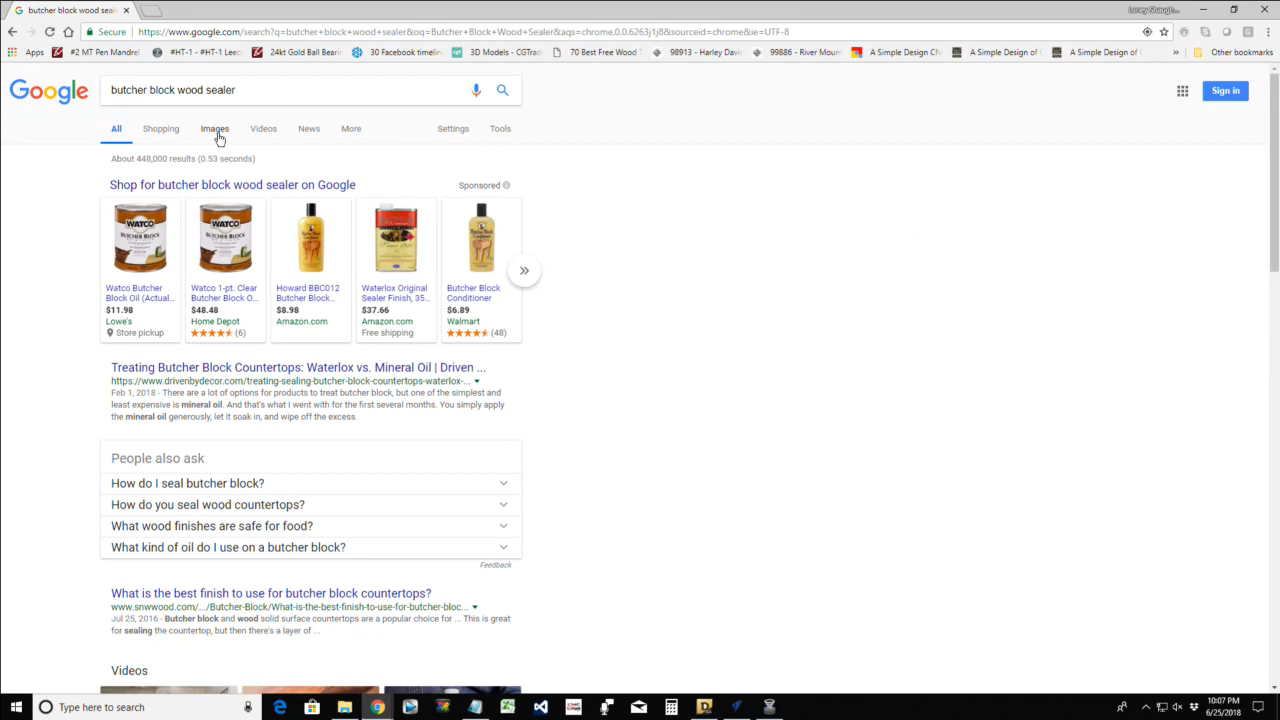 butcher block wood seale
Lucey Shaugh...
Secure
https://www.google.com/search?q=butcher+block+wood+sealer&oq=Butcher+Block+Wood+Sealer&aqs=chrome.0.0.6263j1j8&sourceid=chrome&ie=UTF-8
Apps
#2 MT Pen Mandrel
#HT-1 - #HT-1 Leec
24kt Gold Ball Bearin
30 Facebook timeline
3D Models - CGTrad
70 Best Free Wood T
98913 - Harley David
99886 - River Mount
A Simple Design CN
A Simple Design of C
A Simple Design of C
Other bookmarks
Google
butcher block wood sealer
Sign in
All Shopping Images Videos News More Settings Tools
About 448,000 results (0.53 seconds)
Shop for butcher block wood sealer on Google
Sponsored
WATCO
BUTCHER BLOCK
WATCO
BUTCHER BLOCK
Watco Butcher
Block Oil (Actual...
$11.98
Lowe's
Store pickup
Watco 1-pt. Clear
Butcher Block O...
$48.48
Home Depot
(6)
Howard BBC012
Butcher Block...
$8.98
Amazon.com
Waterlox Original
Sealer Finish, 35...
$37.66
Amazon.com
Free shipping
Butcher Block
Conditioner
$6.89
Walmart
(48)
Treating Butcher Block Countertops: Waterlox vs. Mineral Oil | Driven ...
https://www.drivenbydecor.com/treating-sealing-butcher-block-countertops-waterlox-...
Feb 1, 2018 - There are a lot of options for products to treat butcher block, but one of the simplest and
least expensive is mineral oil. And that's what I went with for the first several months. You simply apply
the mineral oil generously, let it soak in, and wipe off the excess.
People also ask
How do I seal butcher block?
How do you seal wood countertops?
What wood finishes are safe for food?
What kind of oil do I use on a butcher block?
Feedback
What is the best finish to use for butcher block countertops?
www.snwwood.com/.../Butcher-Block/What-is-the-best-finish-to-use-for-butcher-bloc...
Jul 25, 2016 - Butcher block and wood solid surface countertops are a popular choice for ... This is great
for sealing the countertop, but then there's a layer of ...
Videos
Type here to search
10:07 PM
6/25/2018